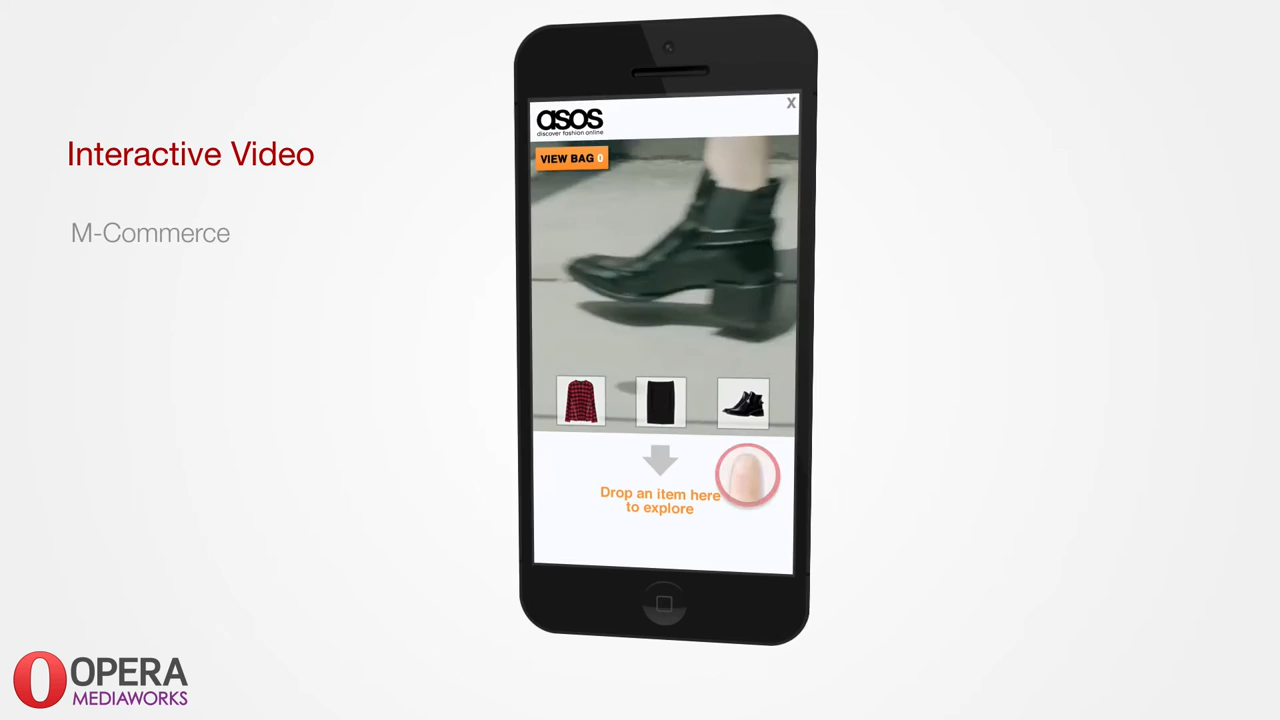 Interactive Video
M-Commerce
asos
discover fashion online
X
VIEW BAG 0
Drop an item here
to explore
OPERA
MEDIAWORKS